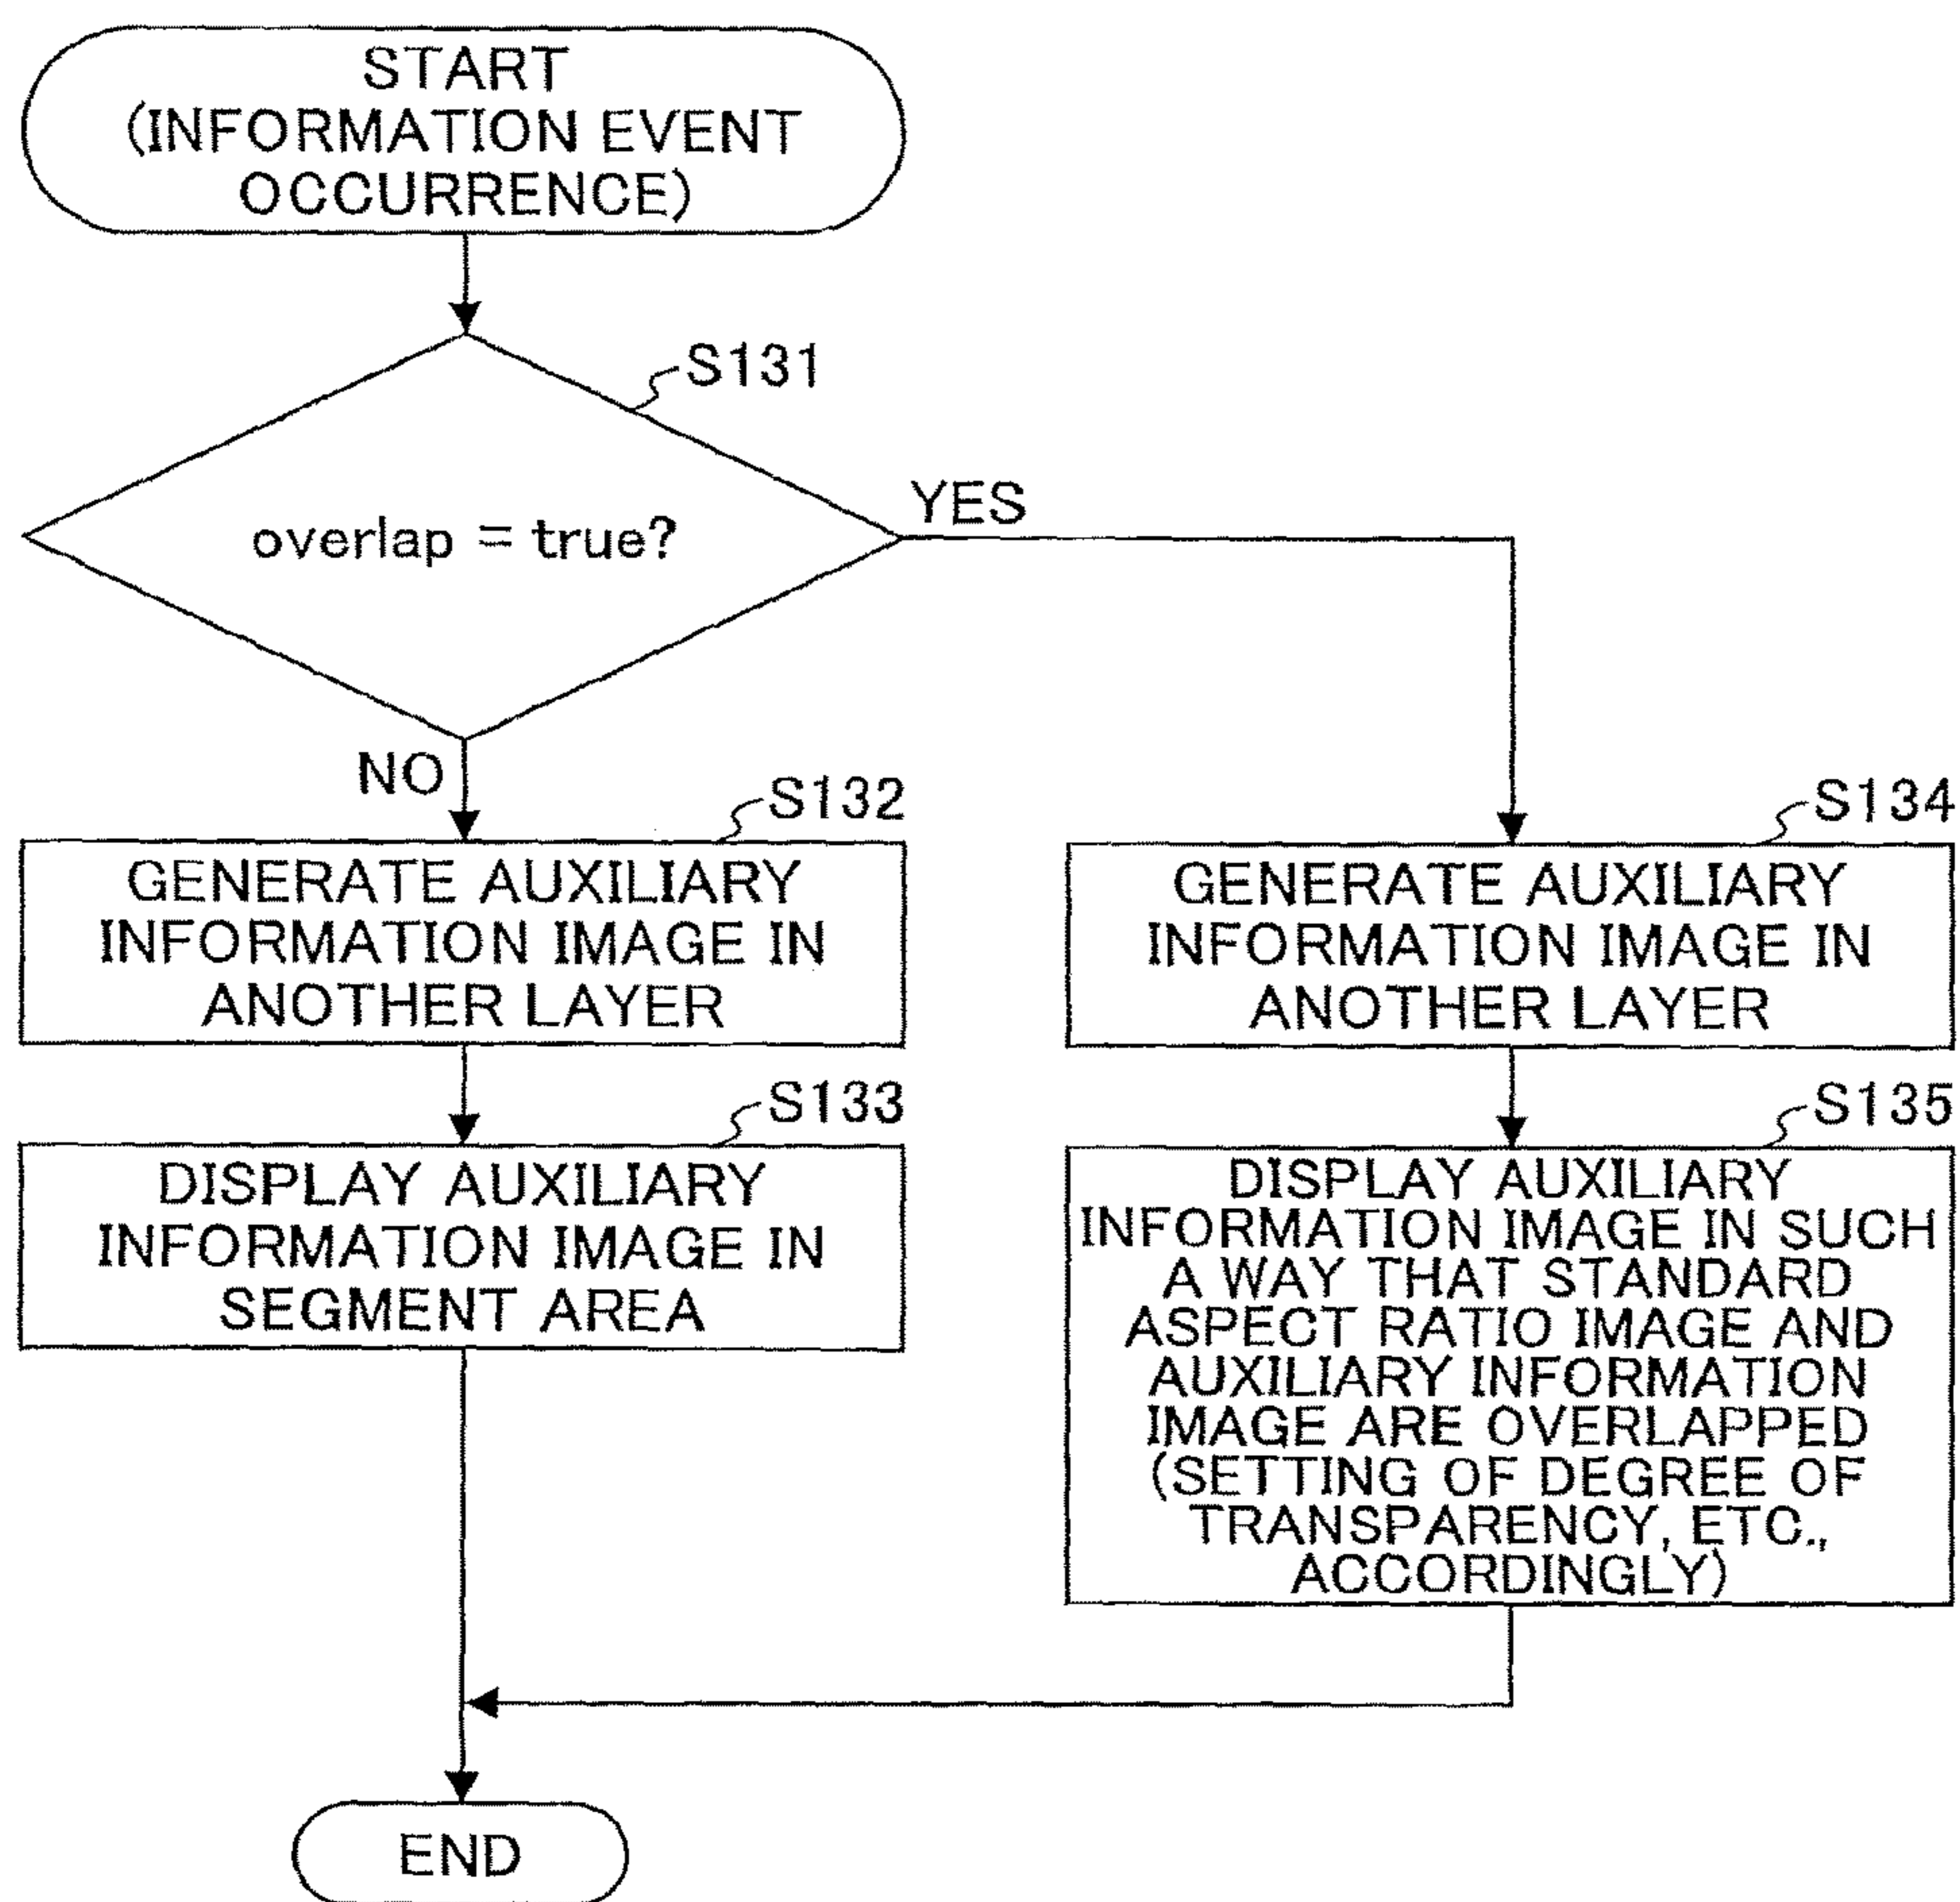 START
(INFORMATION EVENT
OCCURRENCE)
S131
overlap = true?
YES
NO
S132
GENERATE AUXILIARY
INFORMATION IMAGE IN
ANOTHER LAYER
S133
DISPLAY AUXILIARY
INFORMATION IMAGE IN
SEGMENT AREA
S134
GENERATE AUXILIARY
INFORMATION IMAGE IN
ANOTHER LAYER
S135
DISPLAY AUXILIARY
INFORMATION IMAGE IN SUCH
A WAY THAT STANDARD
ASPECT RATIO IMAGE AND
AUXILIARY INFORMATION
IMAGE ARE OVERLAPPED
(SETTING OF DEGREE OF
TRANSPARENCY, ETC.,
ACCORDINGLY)
END